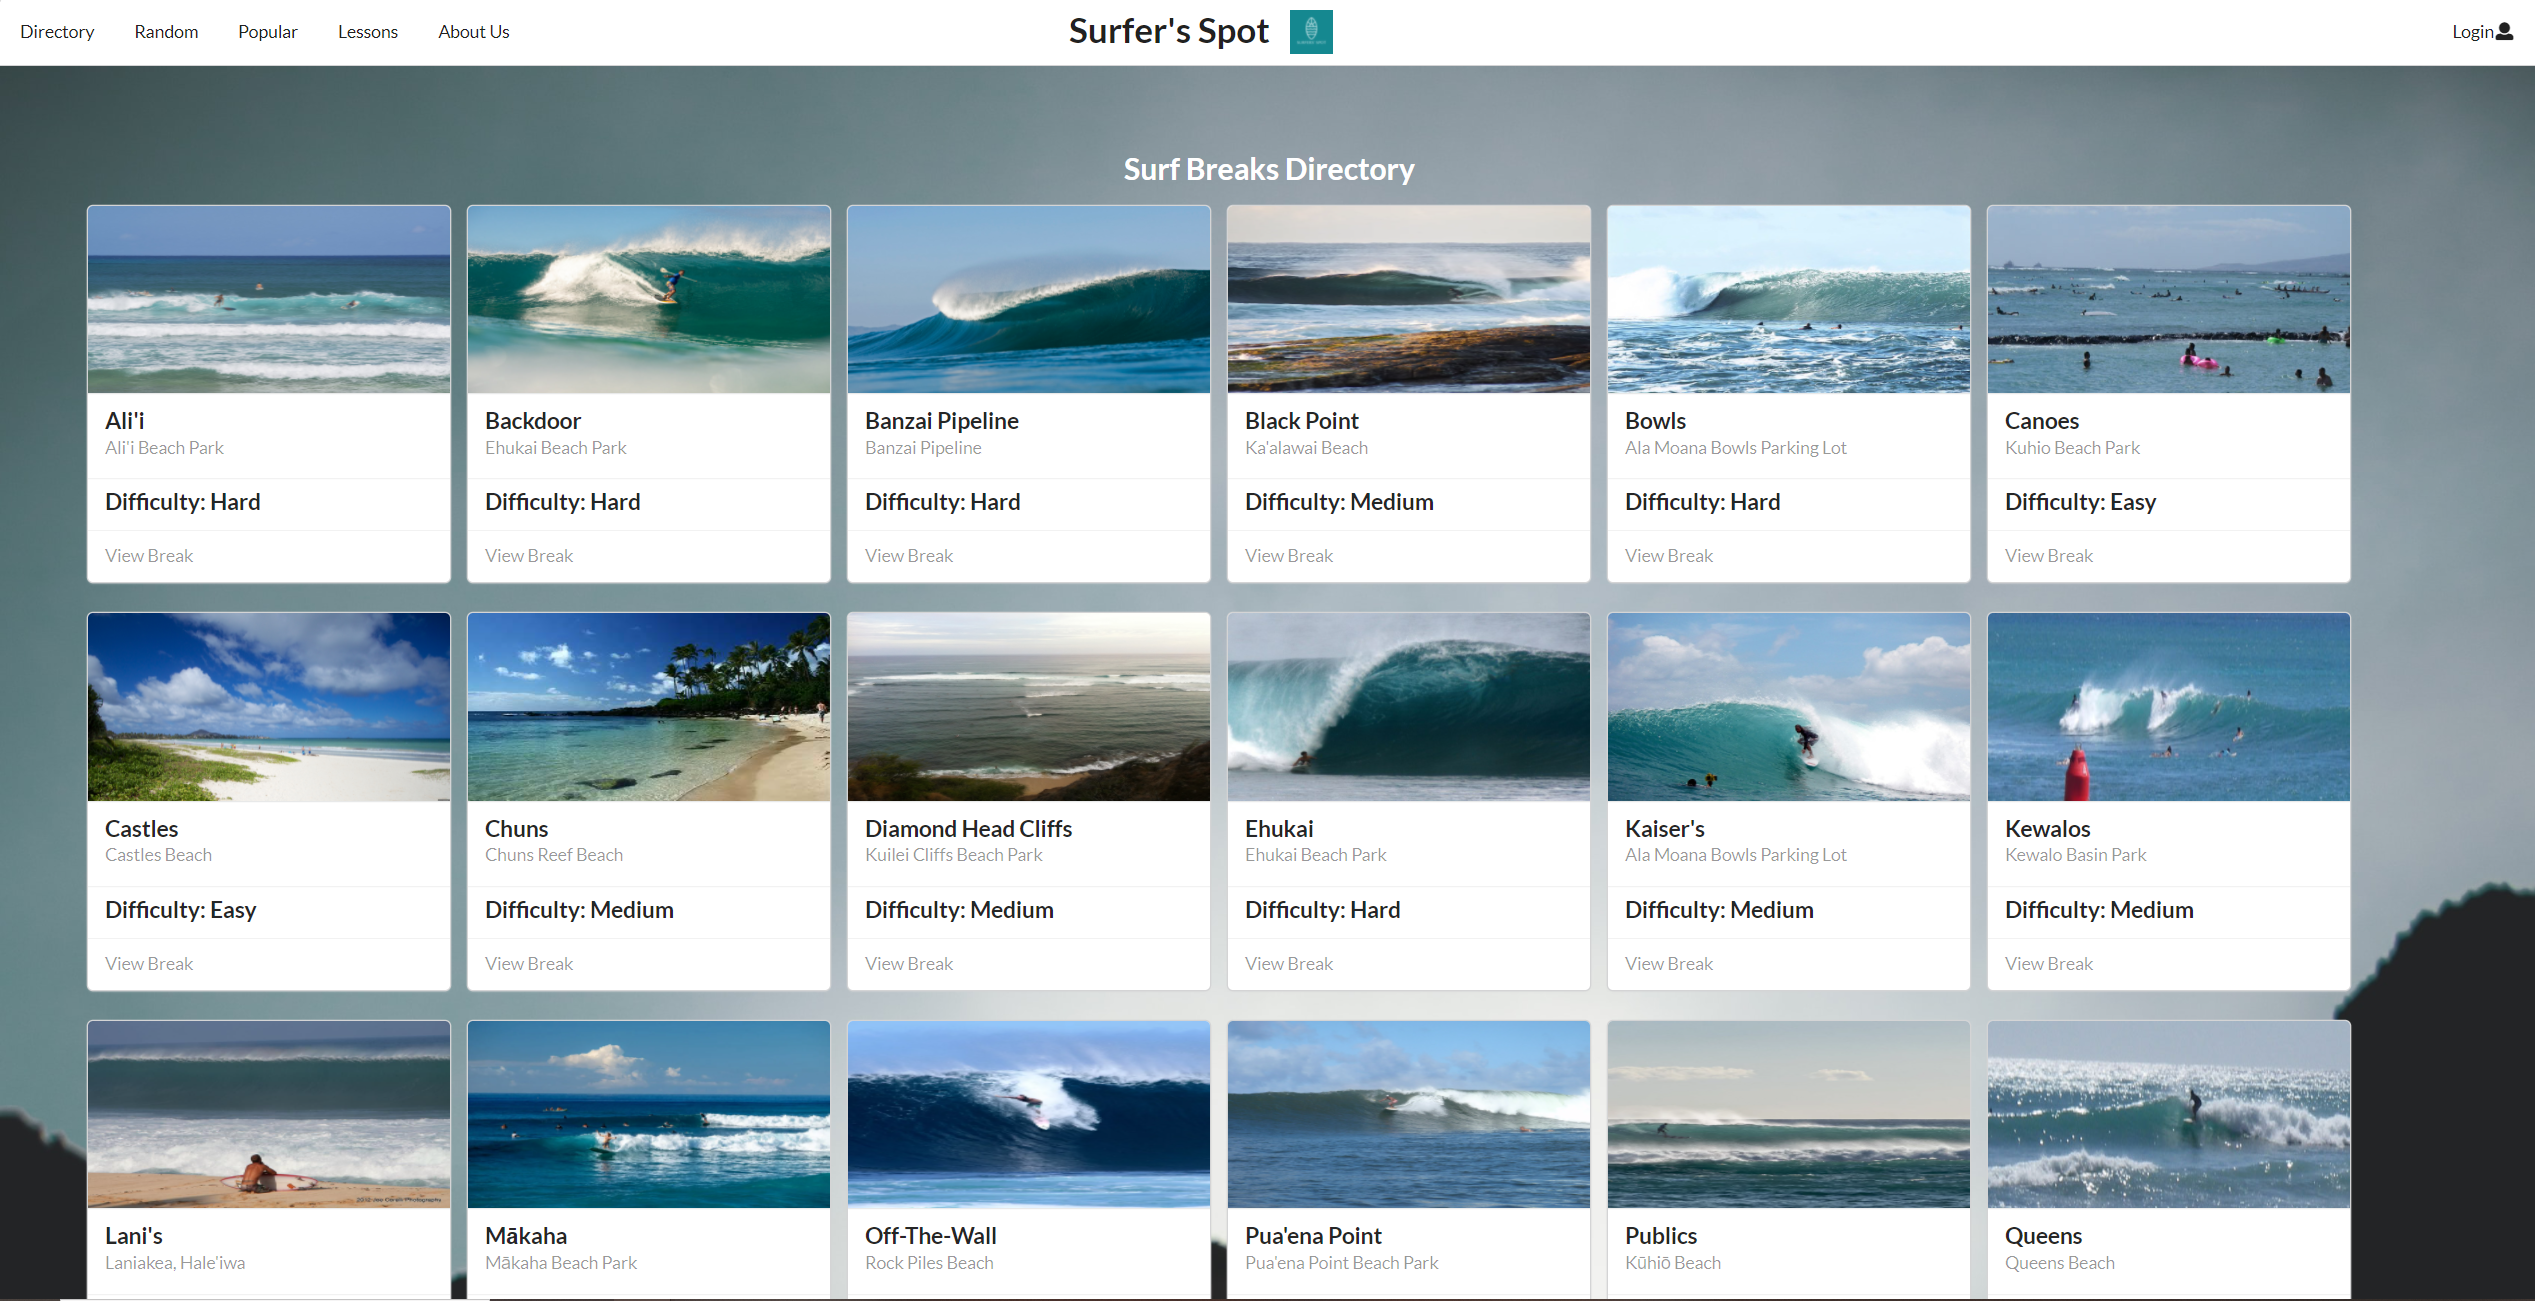 Directory Random Popular Lessons About Us Surfer's Spot Login
Surf Breaks Directory
Ali'i
Ali'i Beach Park
Difficulty: Hard
View Break
Backdoor
Ehukai Beach Park
Difficulty: Hard
View Break
Banzai Pipeline
Banzai Pipeline
Difficulty: Hard
View Break
Black Point
Ka'alawai Beach
Difficulty: Medium
View Break
Bowls
Ala Moana Bowls Parking Lot
Difficulty: Hard
View Break
Canoes
Kuhio Beach Park
Difficulty: Easy
View Break
Castles
Castles Beach
Difficulty: Easy
View Break
Chuns
Chuns Reef Beach
Difficulty: Medium
View Break
Diamond Head Cliffs
Kuilei Cliffs Beach Park
Difficulty: Medium
View Break
Ehukai
Ehukai Beach Park
Difficulty: Hard
View Break
Kaiser's
Ala Moana Bowls Parking Lot
Difficulty: Medium
View Break
Kewalos
Kewalo Basin Park
Difficulty: Medium
View Break
Lani's
Laniakea, Hale'iwa
Mākaha
Mākaha Beach Park
Off-The-Wall
Rock Piles Beach
Pua'ena Point
Pua'ena Point Beach Park
Publics
Kūhiō Beach
Queens
Queens Beach